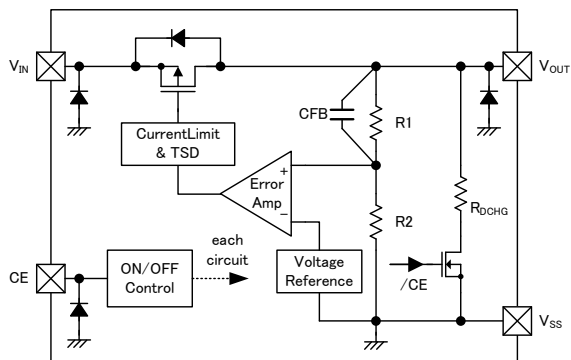 VIN
VOUT
CFB
R1
CurrentLimit
& TSD
+
Error
Amp
−
R2
RDCHG
each
circuit
CE
ON/OFF
Control
Voltage
Reference
/CE
VSS